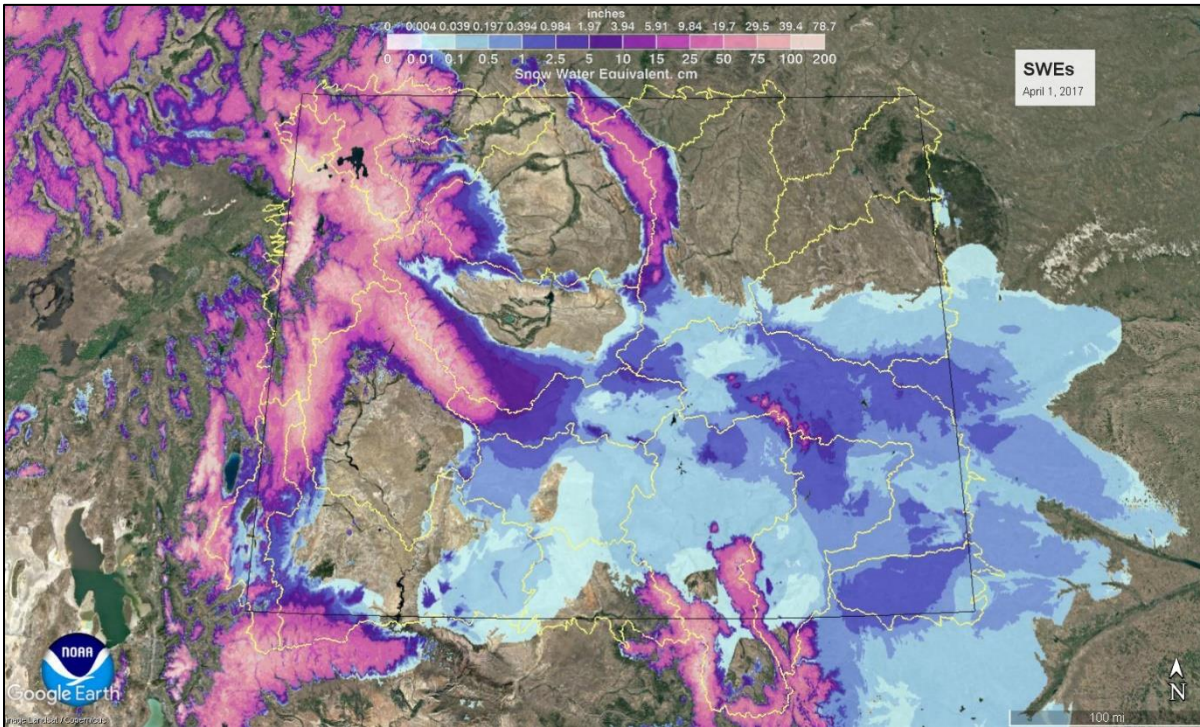 inches
0 0.004 0.039 0.197 0.394 0.984 1.97 3.94 5.91 9.84 19.7 29.5 39.4 78.7
0 0.01 0.1 0.5 1 2.5 5 10 15 25 50 75 100 200
Snow Water Equivalent, cm
SWEs
April 1, 2017
NOAA
Google Earth
Image Landsat / Copernicus
N
100 mi